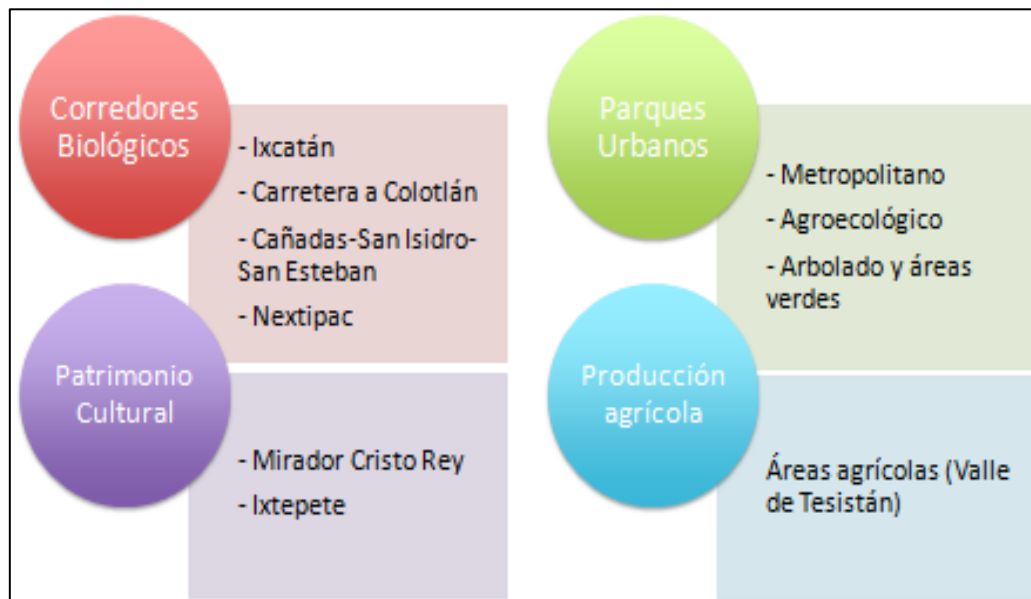 Corredores
Biológicos
- Ixcatán
- Carretera a Colotlán
- Cañadas-San Isidro-
San Esteban
- Nextipac
Parques
Urbanos
- Metropolitano
- Agroecológico
- Arbolado y áreas
verdes
Patrimonio
Cultural
- Mirador Cristo Rey
- Ixtepete
Producción
agrícola
Áreas agrícolas (Valle
de Tesistán)